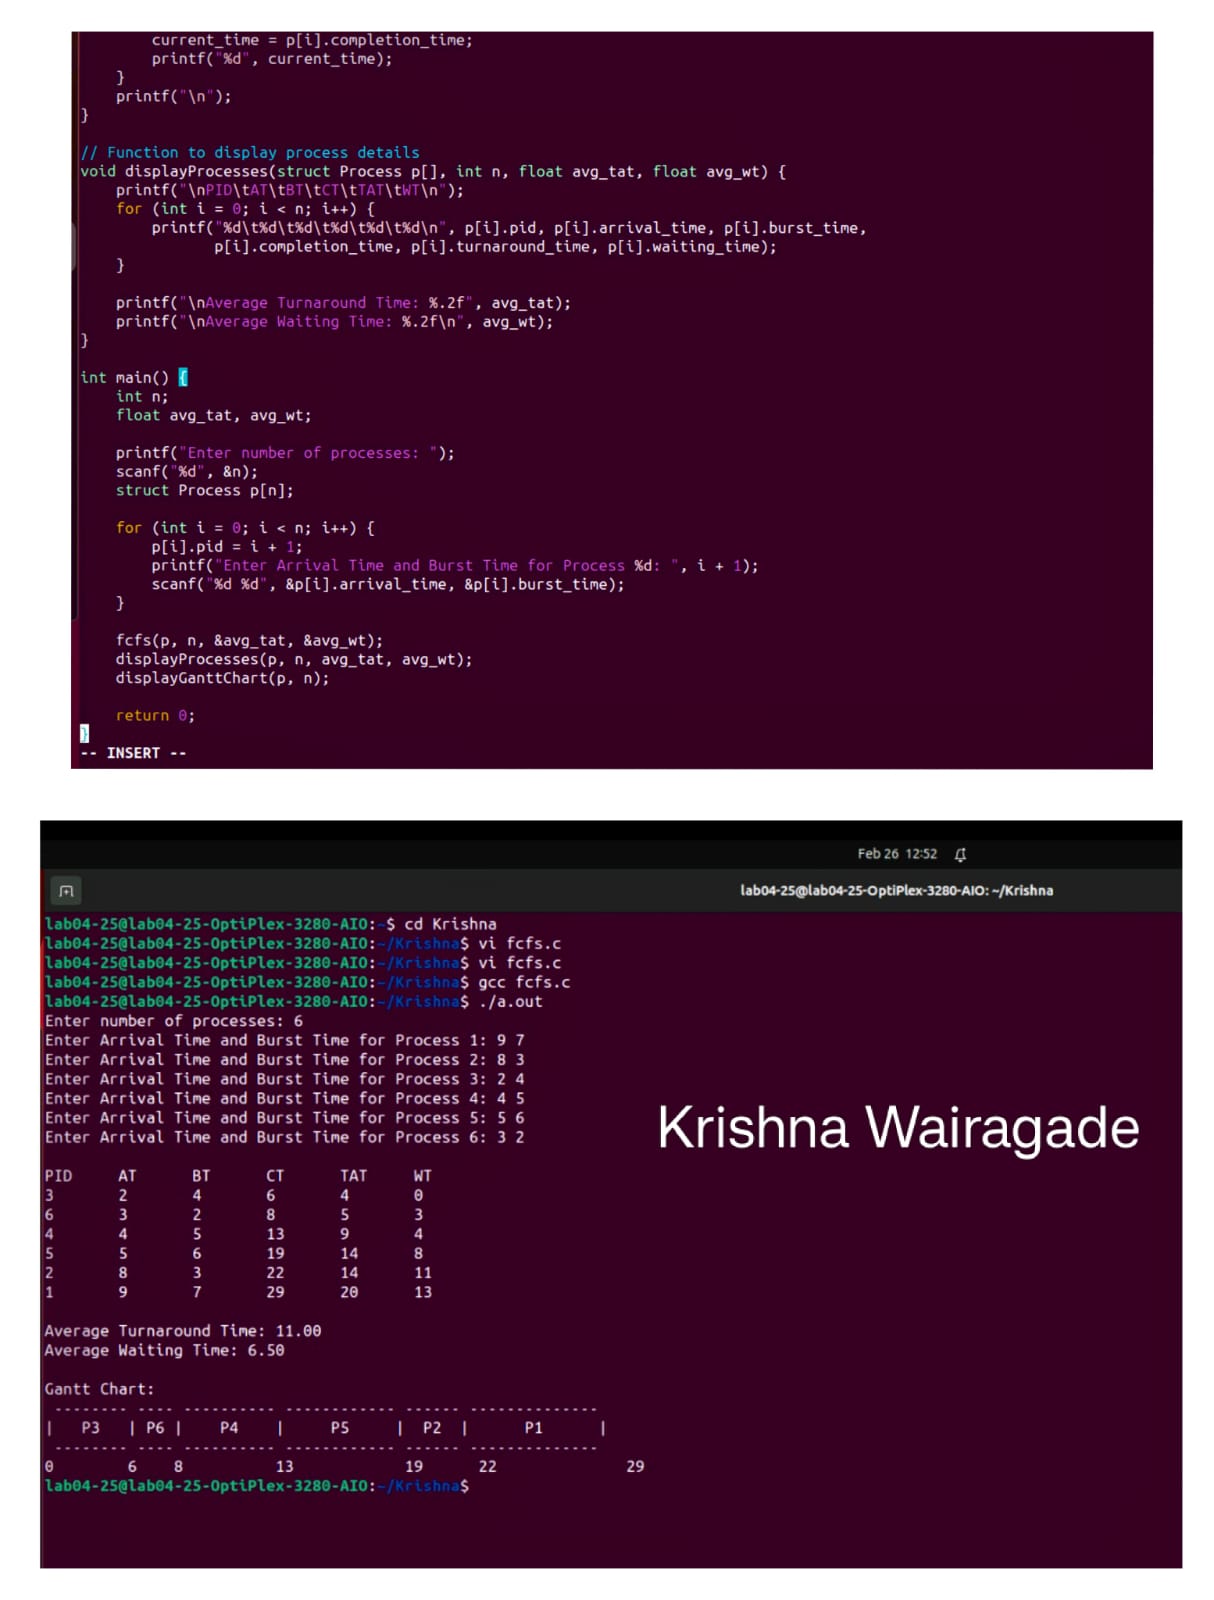 current_time = p[i].completion_time;
        printf("%d", current_time);
    }
    printf("\n");
}

// Function to display process details
void displayProcesses(struct Process p[], int n, float avg_tat, float avg_wt) {
    printf("\nPID\tAT\tBT\tCT\tTAT\tWT\n");
    for (int i = 0; i < n; i++) {
        printf("%d\t%d\t%d\t%d\t%d\t%d\n", p[i].pid, p[i].arrival_time, p[i].burst_time,
               p[i].completion_time, p[i].turnaround_time, p[i].waiting_time);
    }

    printf("\nAverage Turnaround Time: %.2f", avg_tat);
    printf("\nAverage Waiting Time: %.2f\n", avg_wt);
}

int main() {
    int n;
    float avg_tat, avg_wt;

    printf("Enter number of processes: ");
    scanf("%d", &n);
    struct Process p[n];

    for (int i = 0; i < n; i++) {
        p[i].pid = i + 1;
        printf("Enter Arrival Time and Burst Time for Process %d: ", i + 1);
        scanf("%d %d", &p[i].arrival_time, &p[i].burst_time);
    }

    fcfs(p, n, &avg_tat, &avg_wt);
    displayProcesses(p, n, avg_tat, avg_wt);
    displayGanttChart(p, n);

    return 0;
}
-- INSERT --
Feb 26 12:52
lab04-25@lab04-25-OptiPlex-3280-AIO: ~/Krishna
lab04-25@lab04-25-OptiPlex-3280-AIO:~$ cd Krishna
lab04-25@lab04-25-OptiPlex-3280-AIO:~/Krishna$ vi fcfs.c
lab04-25@lab04-25-OptiPlex-3280-AIO:~/Krishna$ vi fcfs.c
lab04-25@lab04-25-OptiPlex-3280-AIO:~/Krishna$ gcc fcfs.c
lab04-25@lab04-25-OptiPlex-3280-AIO:~/Krishna$ ./a.out
Enter number of processes: 6
Enter Arrival Time and Burst Time for Process 1: 9 7
Enter Arrival Time and Burst Time for Process 2: 8 3
Enter Arrival Time and Burst Time for Process 3: 2 4
Enter Arrival Time and Burst Time for Process 4: 4 5
Enter Arrival Time and Burst Time for Process 5: 5 6
Enter Arrival Time and Burst Time for Process 6: 3 2
Krishna Wairagade
PID     AT      BT      CT      TAT     WT
3       2       4       6       4       0
6       3       2       8       5       3
4       4       5       13      9       4
5       5       6       19      14      8
2       8       3       22      14      11
1       9       7       29      20      13

Average Turnaround Time: 11.00
Average Waiting Time: 6.50

Gantt Chart:
 -------- ---- ---------- ------------ ------ --------------
|   P3   | P6 |    P4    |     P5     |  P2  |      P1      |
 -------- ---- ---------- ------------ ------ --------------
0        6    8          13            19      22              29
lab04-25@lab04-25-OptiPlex-3280-AIO:~/Krishna$